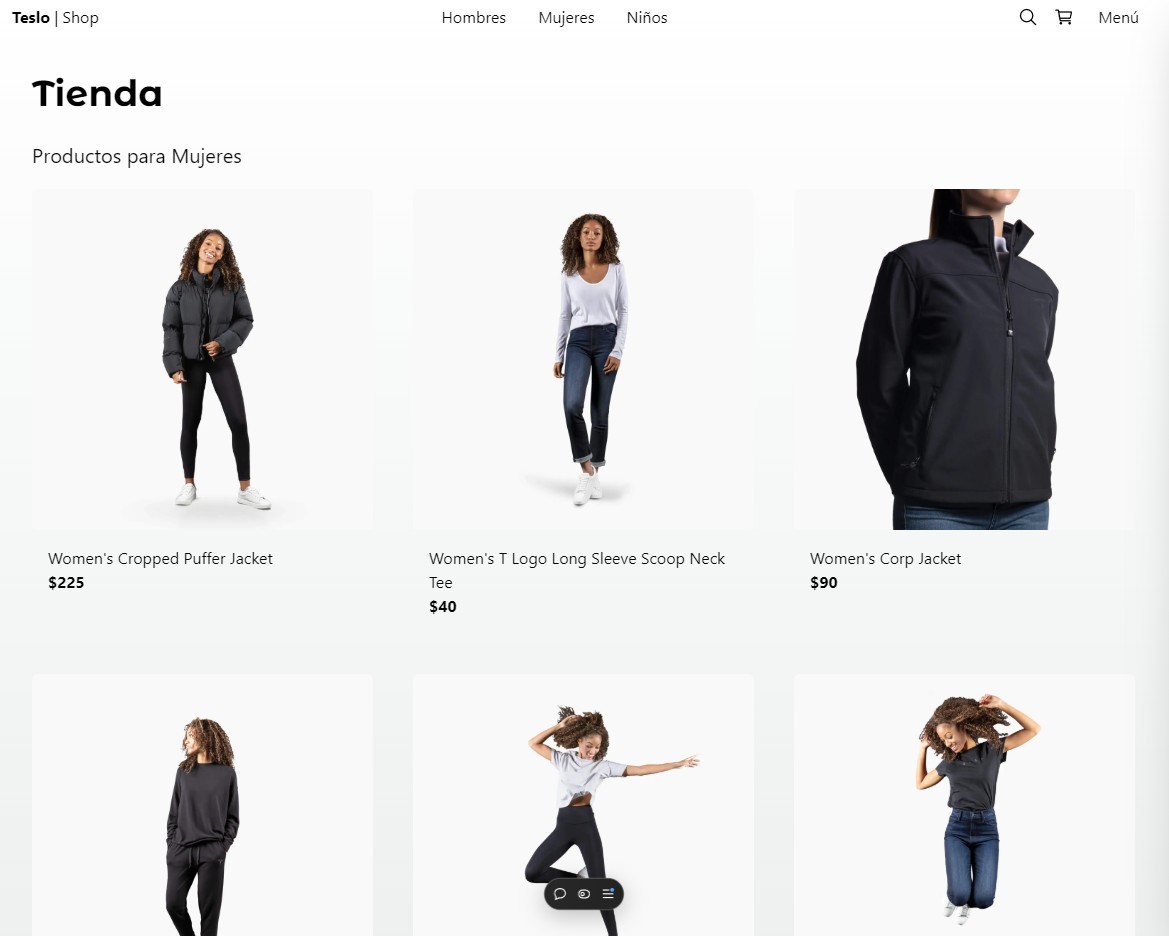 Teslo | Shop
Hombres
Mujeres
Niños
Menú
Tienda
Productos para Mujeres
Women's Cropped Puffer Jacket
$225
Women's T Logo Long Sleeve Scoop Neck
Tee
$40
Women's Corp Jacket
$90